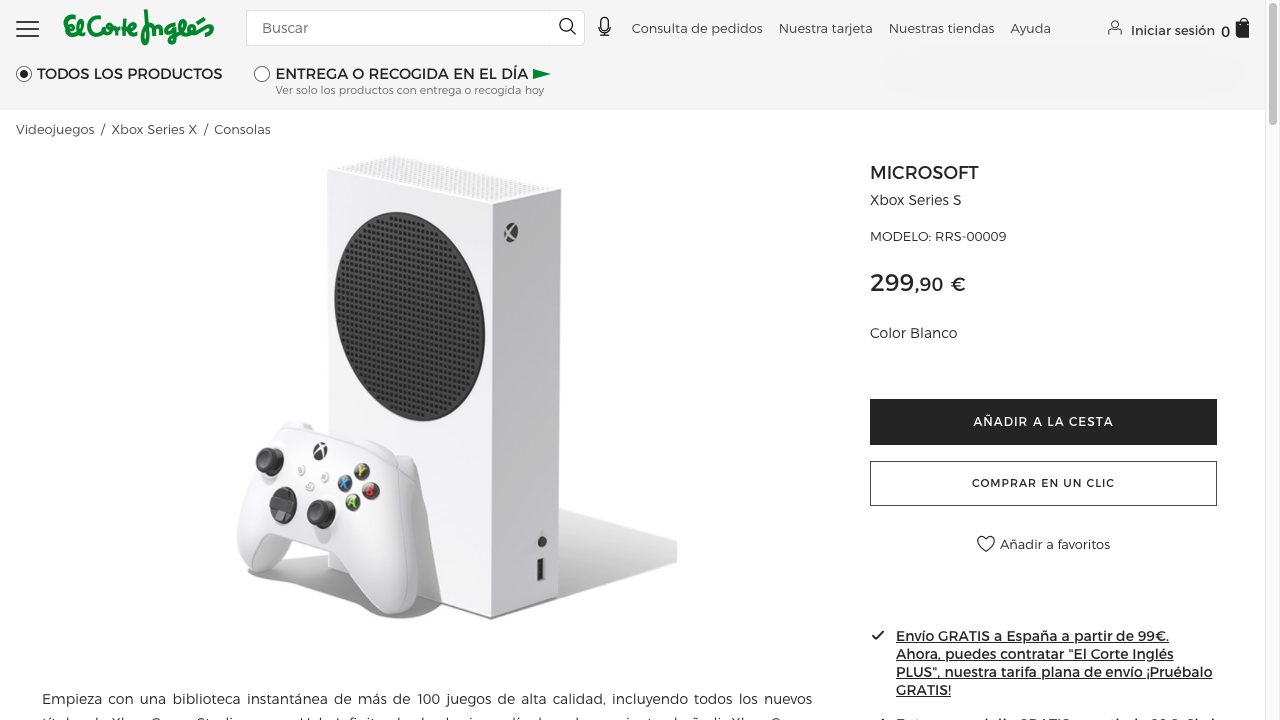 El Corte Inglés
Buscar
Consulta de pedidos
Nuestra tarjeta
Nuestras tiendas
Ayuda
Iniciar sesión
0
TODOS LOS PRODUCTOS
ENTREGA O RECOGIDA EN EL DÍA
Ver solo los productos con entrega o recogida hoy
Videojuegos / Xbox Series X / Consolas
MICROSOFT
Xbox Series S
MODELO: RRS-00009
299,90 €
Color Blanco
AÑADIR A LA CESTA
COMPRAR EN UN CLIC
Añadir a favoritos
Y
X
B
A
Envío GRATIS a España a partir de 99€.
Ahora, puedes contratar "El Corte Inglés
PLUS", nuestra tarifa plana de envío ¡Pruébalo
GRATIS!
Empieza con una biblioteca instantánea de más de 100 juegos de alta calidad, incluyendo todos los nuevos